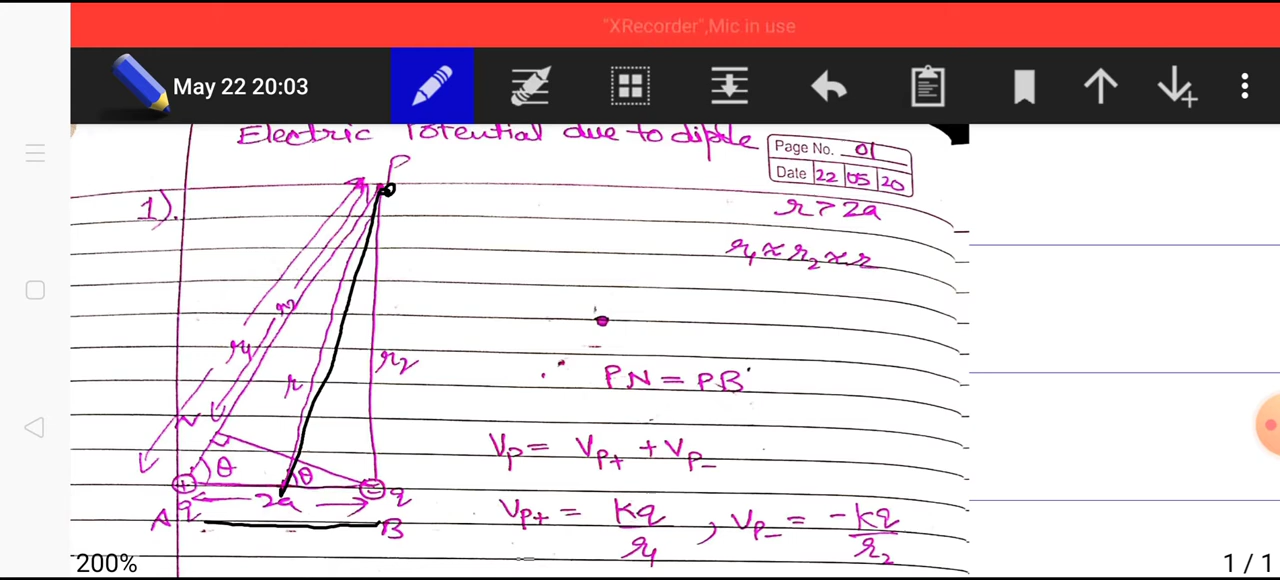 "XRecorder",Mic in use
May 22 20:03
Electric Potential due to dipole
Page No. 01
Date 22 05 20
P
1).
r > 2a
r₁ ≈ r₂ ≈ r
r₂
r₁
r₂
r
PN = PB
N
Vp = Vp+ + Vp-
θ
θ
+
-
q
2a
q
A
B
Vp+ = kq/r₁ , Vp- = -kq/r₂
200%
1 / 1